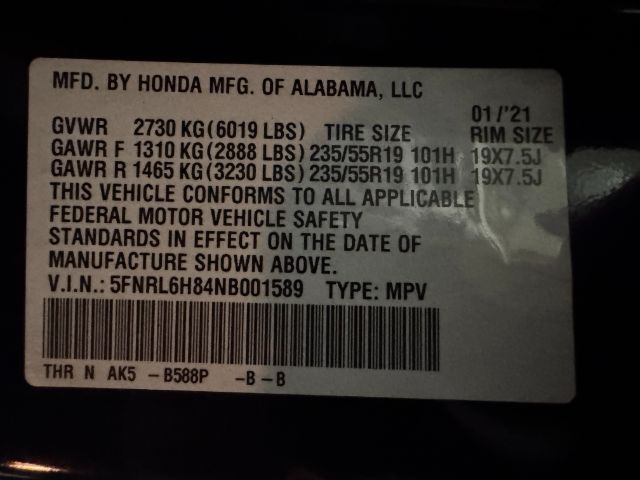 MFD. BY HONDA MFG. OF ALABAMA, LLC
01/'21
GVWR 2730 KG(6019 LBS) TIRE SIZE RIM SIZE
GAWR F 1310 KG(2888 LBS) 235/55R19 101H 19X7.5J
GAWR R 1465 KG(3230 LBS) 235/55R19 101H 19X7.5J
THIS VEHICLE CONFORMS TO ALL APPLICABLE
FEDERAL MOTOR VEHICLE SAFETY
STANDARDS IN EFFECT ON THE DATE OF
MANUFACTURE SHOWN ABOVE.
V.I.N.: 5FNRL6H84NB001589 TYPE: MPV
THR N AK5 -B588P -B-B